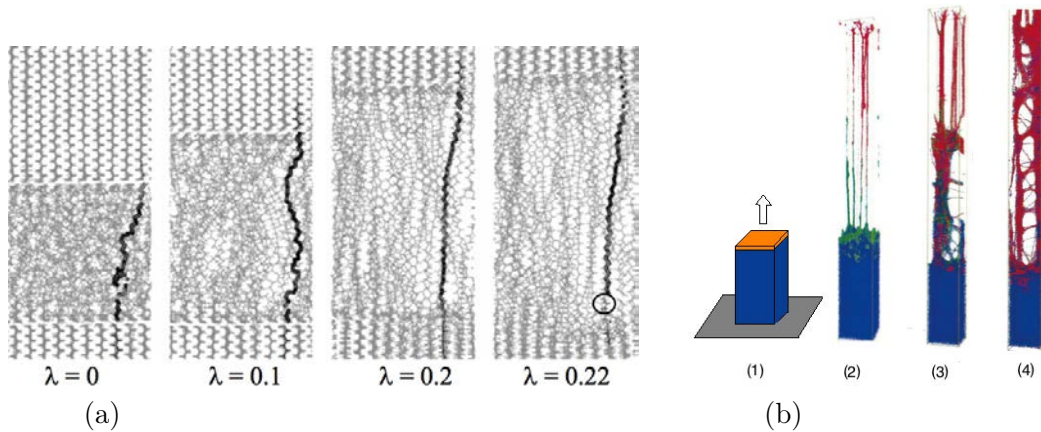 λ = 0
λ = 0.1
λ = 0.2
λ = 0.22
(a)
(1)
(2)
(3)
(4)
(b)